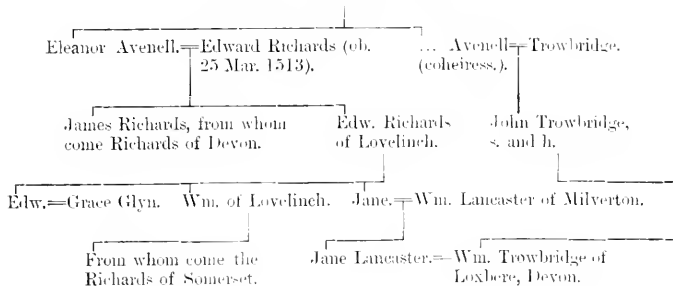 Eleanor Avenell.=Edward Richards (ob. 25 Mar. 1513).
... Avenell=Trowbridge. (coheiress.)
James Richards, from whom come Richards of Devon.
Edw. Richards of Lovelinch.
John Trowbridge, s. and h.
Edw.=Grace Glyn. Wm. of Lovelinch. Jane.=Wm. Lancaster of Milverton.
From whom come the Richards of Somerset.
Jane Lancaster.=Wm. Trowbridge of Loxbere, Devon.